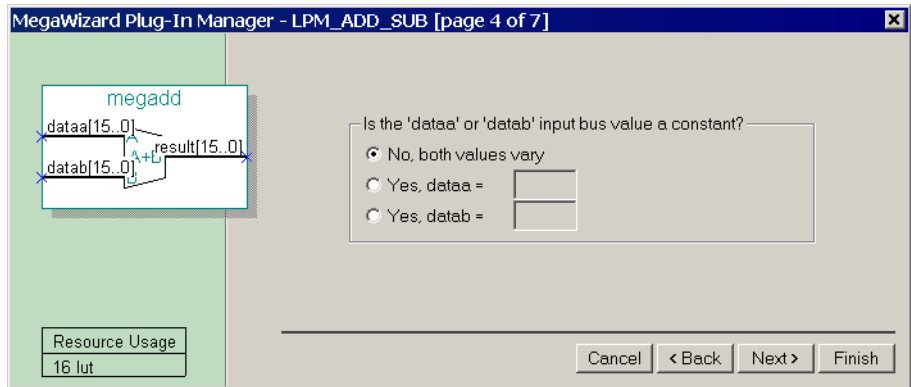 MegaWizard Plug-In Manager - LPM_ADD_SUB [page 4 of 7]
megadd
dataa[15..0]
A
result[15..0]
A+B
datab[15..0]
B
Is the 'dataa' or 'datab' input bus value a constant?
No, both values vary
Yes, dataa =
Yes, datab =
Resource Usage
16 lut
Cancel < Back Next > Finish